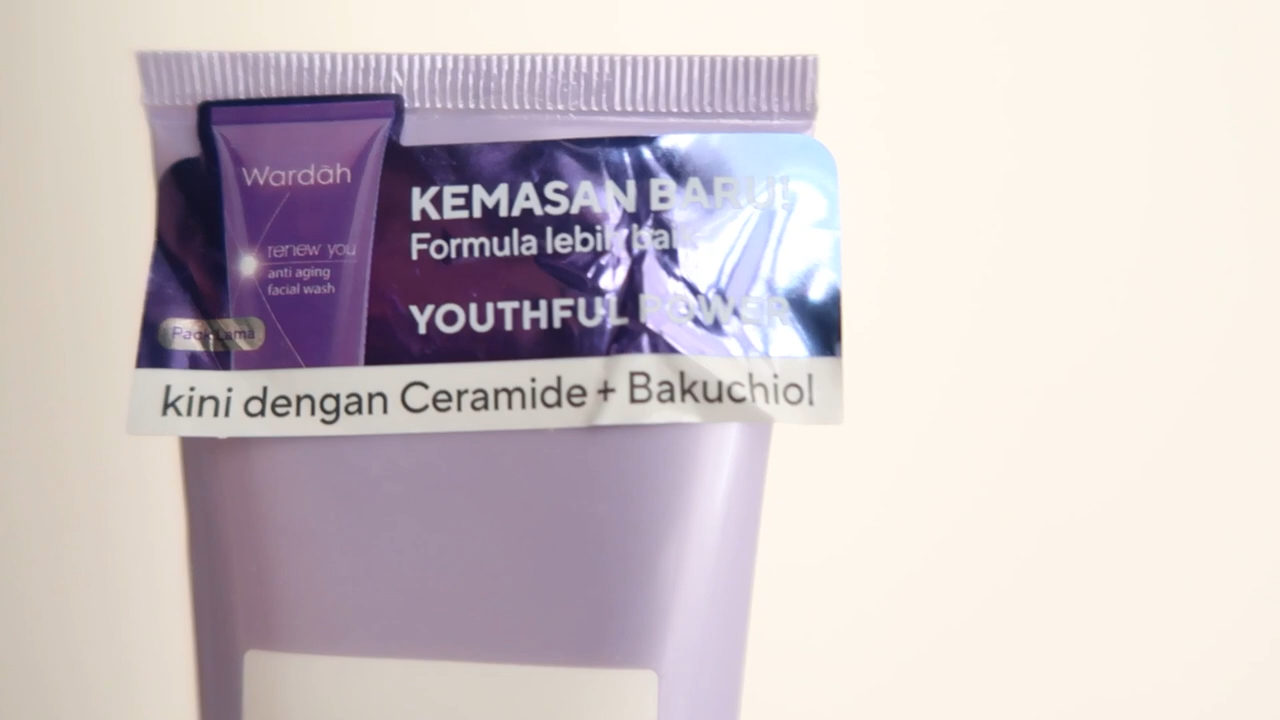 Wardah
renew you
anti aging
facial wash
Pack Lama
KEMASAN BARU!
Formula lebih
YOUTHFUL POWER
kini dengan Ceramide + Bakuchiol